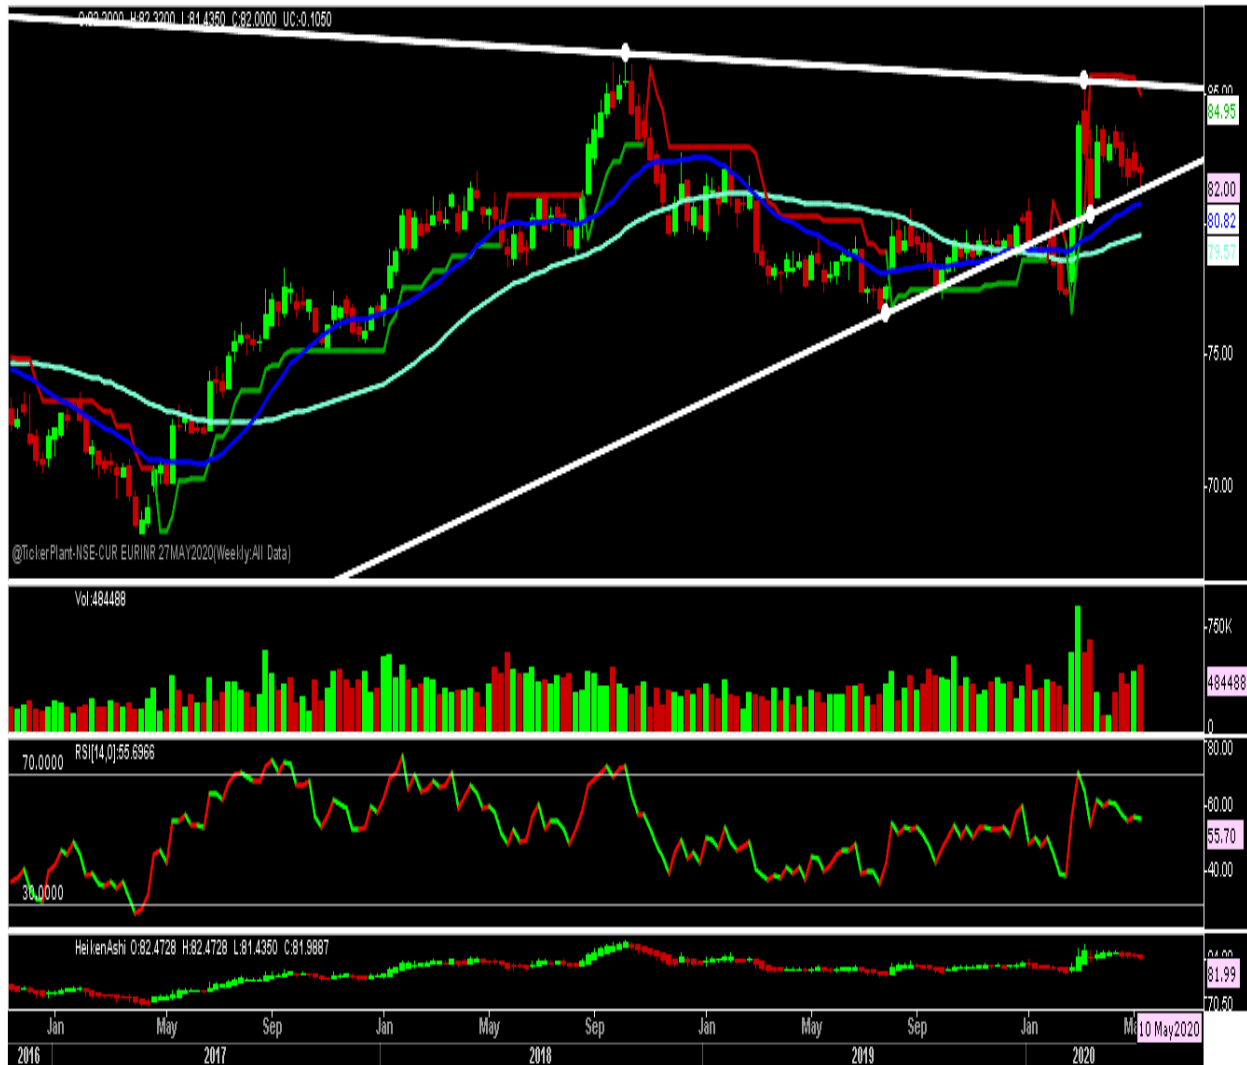 H:82.3200 L:81.4350 C:82.0000 UC:-0.1050
85.00
84.95
82.00
80.82
79.57
75.00
70.00
@TickerPlant-NSE-CUR EURINR 27MAY2020(Weekly:All Data)
Vol:484488
750K
484488
0
RSI[14,0]:55.6966
80.00
70.0000
60.00
55.70
40.00
30.0000
HeikenAshi O:82.4728 H:82.4728 L:81.4350 C:81.9887
81.99
70.50
Jan May Sep Jan May Sep Jan May Sep Jan 10 May2020
2016 2017 2018 2019 2020